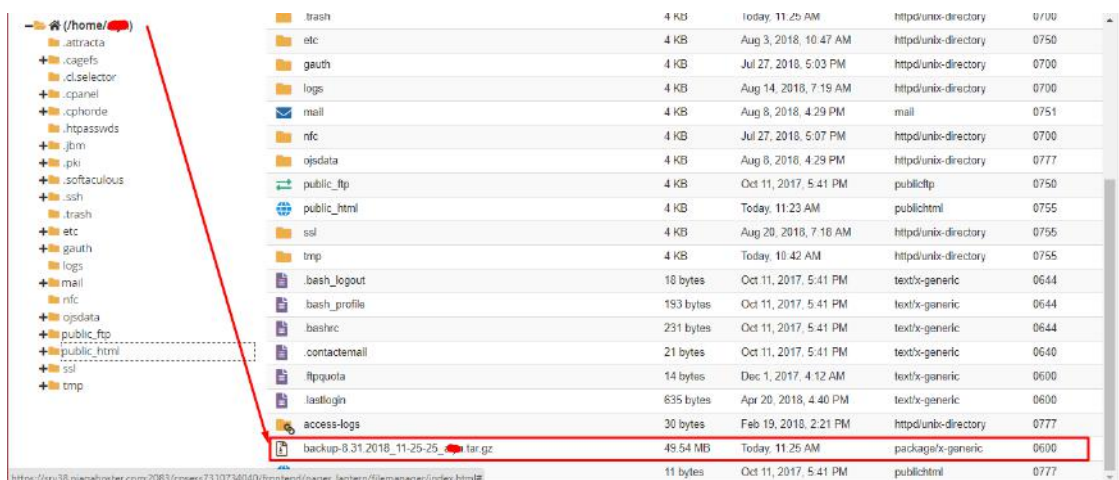 (/home/ )
.attracta
.cagefs
.cl.selector
.cpanel
.cphorde
.htpasswds
.jbm
.pki
.softaculous
.ssh
.trash
etc
gauth
logs
mail
nfc
ojsdata
public_ftp
public_html
ssl
tmp
.trash 4 KB Today, 11:25 AM httpd/unix-directory 0700
etc 4 KB Aug 3, 2018, 10:47 AM httpd/unix-directory 0750
gauth 4 KB Jul 27, 2018, 5:03 PM httpd/unix-directory 0700
logs 4 KB Aug 14, 2018, 7:19 AM httpd/unix-directory 0700
mail 4 KB Aug 8, 2018, 4:29 PM mail 0751
nfc 4 KB Jul 27, 2018, 5:07 PM httpd/unix-directory 0700
ojsdata 4 KB Aug 8, 2018, 4:29 PM httpd/unix-directory 0777
public_ftp 4 KB Oct 11, 2017, 5:41 PM publicftp 0750
public_html 4 KB Today, 11:23 AM publichtml 0755
ssl 4 KB Aug 20, 2018, 7:18 AM httpd/unix-directory 0755
tmp 4 KB Today, 10:42 AM httpd/unix-directory 0755
.bash_logout 18 bytes Oct 11, 2017, 5:41 PM text/x-generic 0644
.bash_profile 193 bytes Oct 11, 2017, 5:41 PM text/x-generic 0644
.bashrc 231 bytes Oct 11, 2017, 5:41 PM text/x-generic 0644
.contactemail 21 bytes Oct 11, 2017, 5:41 PM text/x-generic 0640
.ftpquota 14 bytes Dec 1, 2017, 4:12 AM text/x-generic 0600
.lastlogin 635 bytes Apr 20, 2018, 4:40 PM text/x-generic 0600
access-logs 30 bytes Feb 19, 2018, 2:21 PM httpd/unix-directory 0777
backup-8.31.2018_11-25-25_ .tar.gz 49.54 MB Today, 11:25 AM package/x-generic 0600
11 bytes Oct 11, 2017, 5:41 PM publichtml 0777